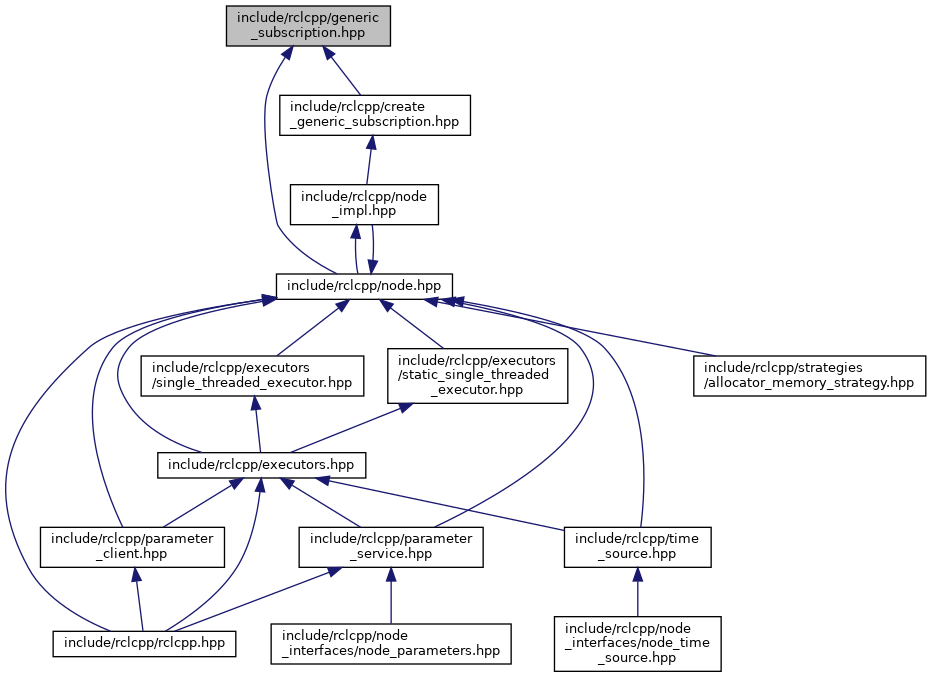 include/rclcpp/generic
_subscription.hpp
include/rclcpp/create
_generic_subscription.hpp
include/rclcpp/node
_impl.hpp
include/rclcpp/node.hpp
include/rclcpp/executors
/single_threaded_executor.hpp
include/rclcpp/executors
/static_single_threaded
_executor.hpp
include/rclcpp/strategies
/allocator_memory_strategy.hpp
include/rclcpp/executors.hpp
include/rclcpp/parameter
_client.hpp
include/rclcpp/parameter
_service.hpp
include/rclcpp/time
_source.hpp
include/rclcpp/rclcpp.hpp
include/rclcpp/node
_interfaces/node_parameters.hpp
include/rclcpp/node
_interfaces/node_time
_source.hpp